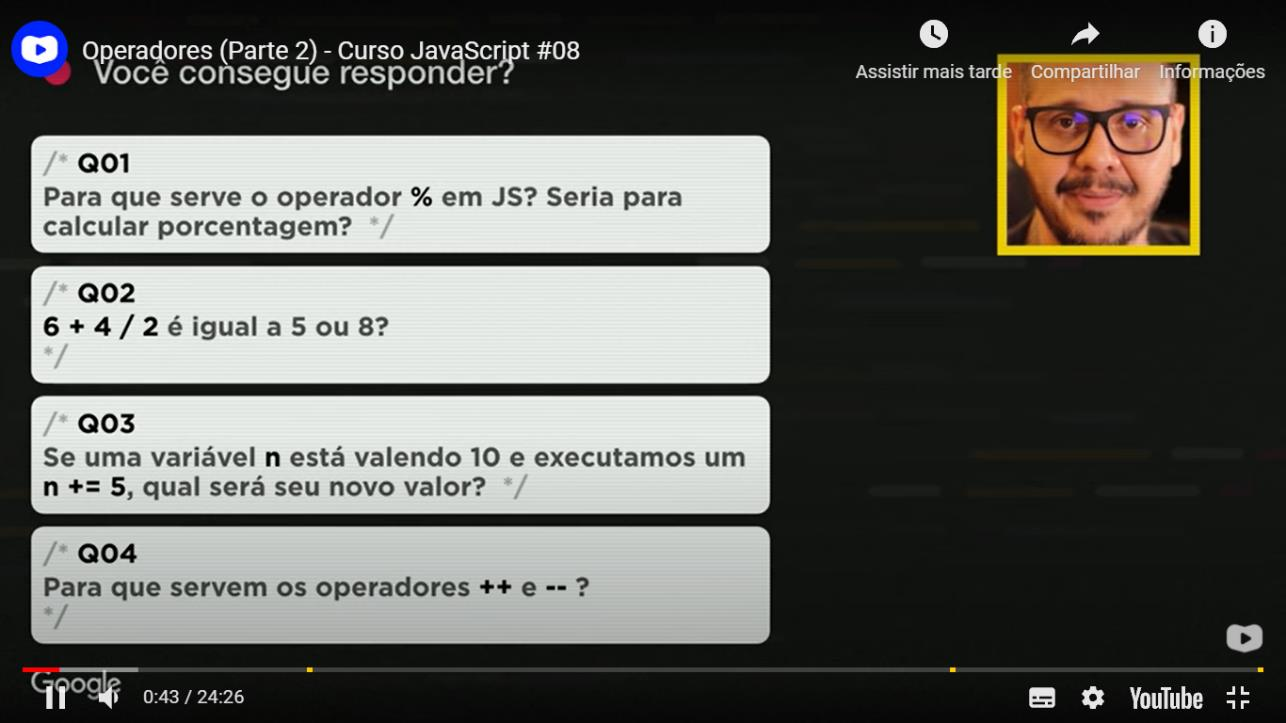 Operadores (Parte 2) - Curso JavaScript #08
Assistir mais tarde
Compartilhar
Informações
Você consegue responder?
/* Q01
Para que serve o operador % em JS? Seria para
calcular porcentagem? */
/* Q02
6 + 4 / 2 é igual a 5 ou 8?
*/
/* Q03
Se uma variável n está valendo 10 e executamos um
n += 5, qual será seu novo valor? */
/* Q04
Para que servem os operadores ++ e -- ?
*/
Google
0:43 / 24:26
YouTube